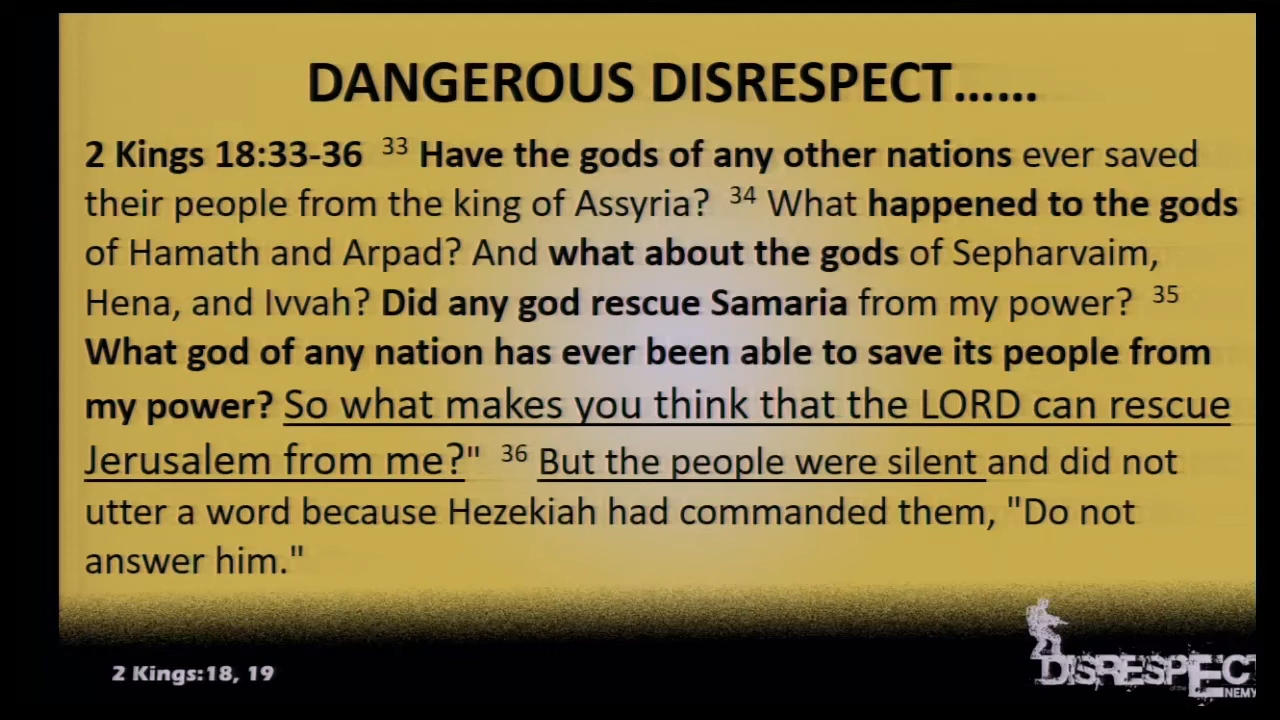 DANGEROUS DISRESPECT......
2 Kings 18:33-36 33 Have the gods of any other nations ever saved
their people from the king of Assyria? 34 What happened to the gods
of Hamath and Arpad? And what about the gods of Sepharvaim,
Hena, and Ivvah? Did any god rescue Samaria from my power? 35
What god of any nation has ever been able to save its people from
my power? So what makes you think that the LORD can rescue
Jerusalem from me?" 36 But the people were silent and did not
utter a word because Hezekiah had commanded them, "Do not
answer him."
2 Kings:18, 19
DISRESPECT
of the ENEMY